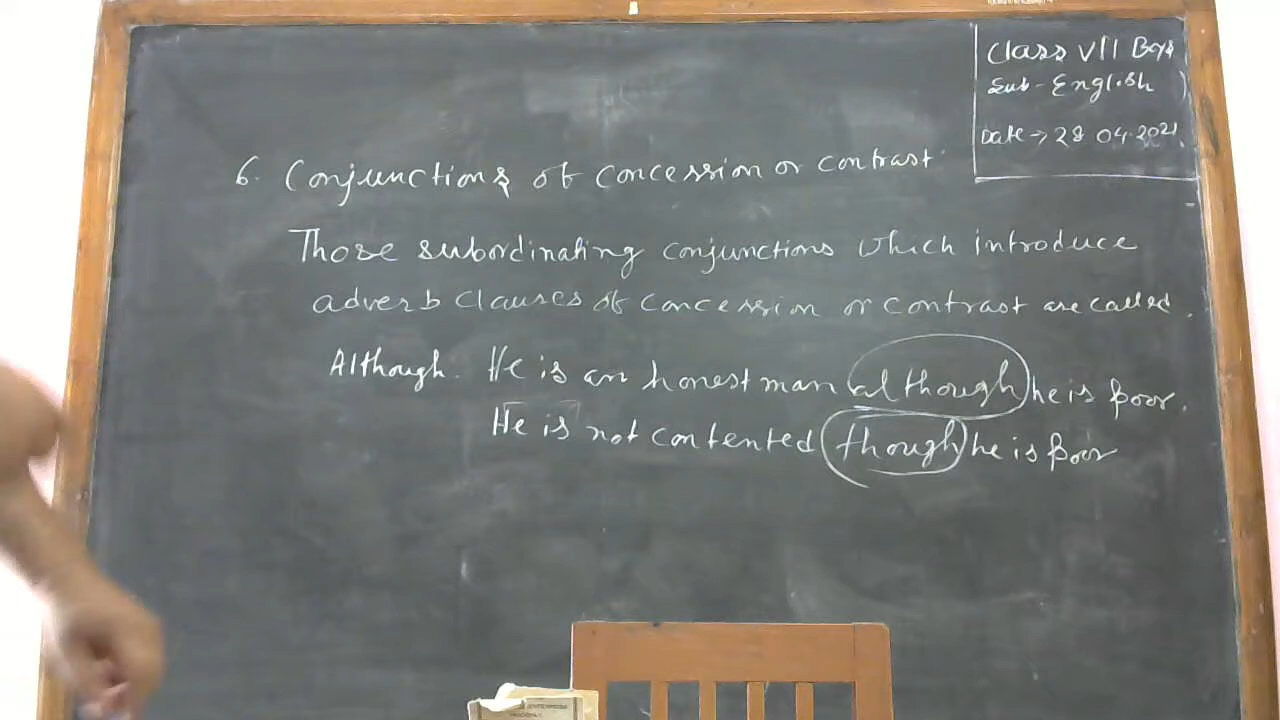 Class VII Boys
Sub - English
Date → 28 04.2021
6. Conjunctions of concession or contrast.
Those subordinating conjunctions which introduce
adverb clauses of concession or contrast are called.
Although. He is an honest man although he is poor.
He is not contented though he is poor